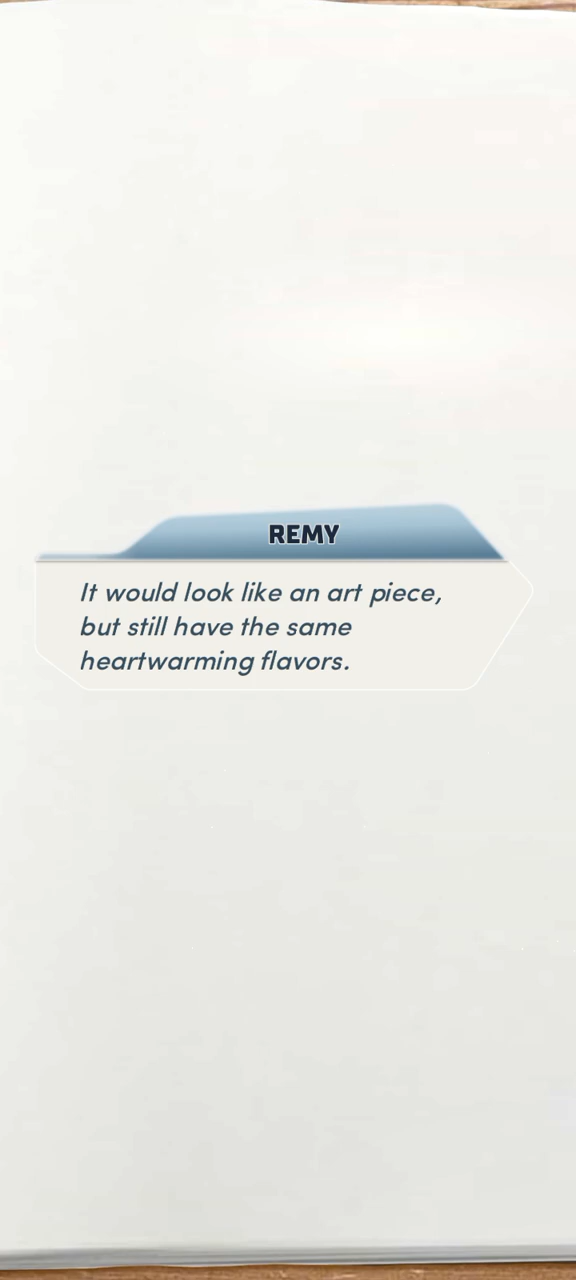 REMY
It would look like an art piece,
but still have the same
heartwarming flavors.